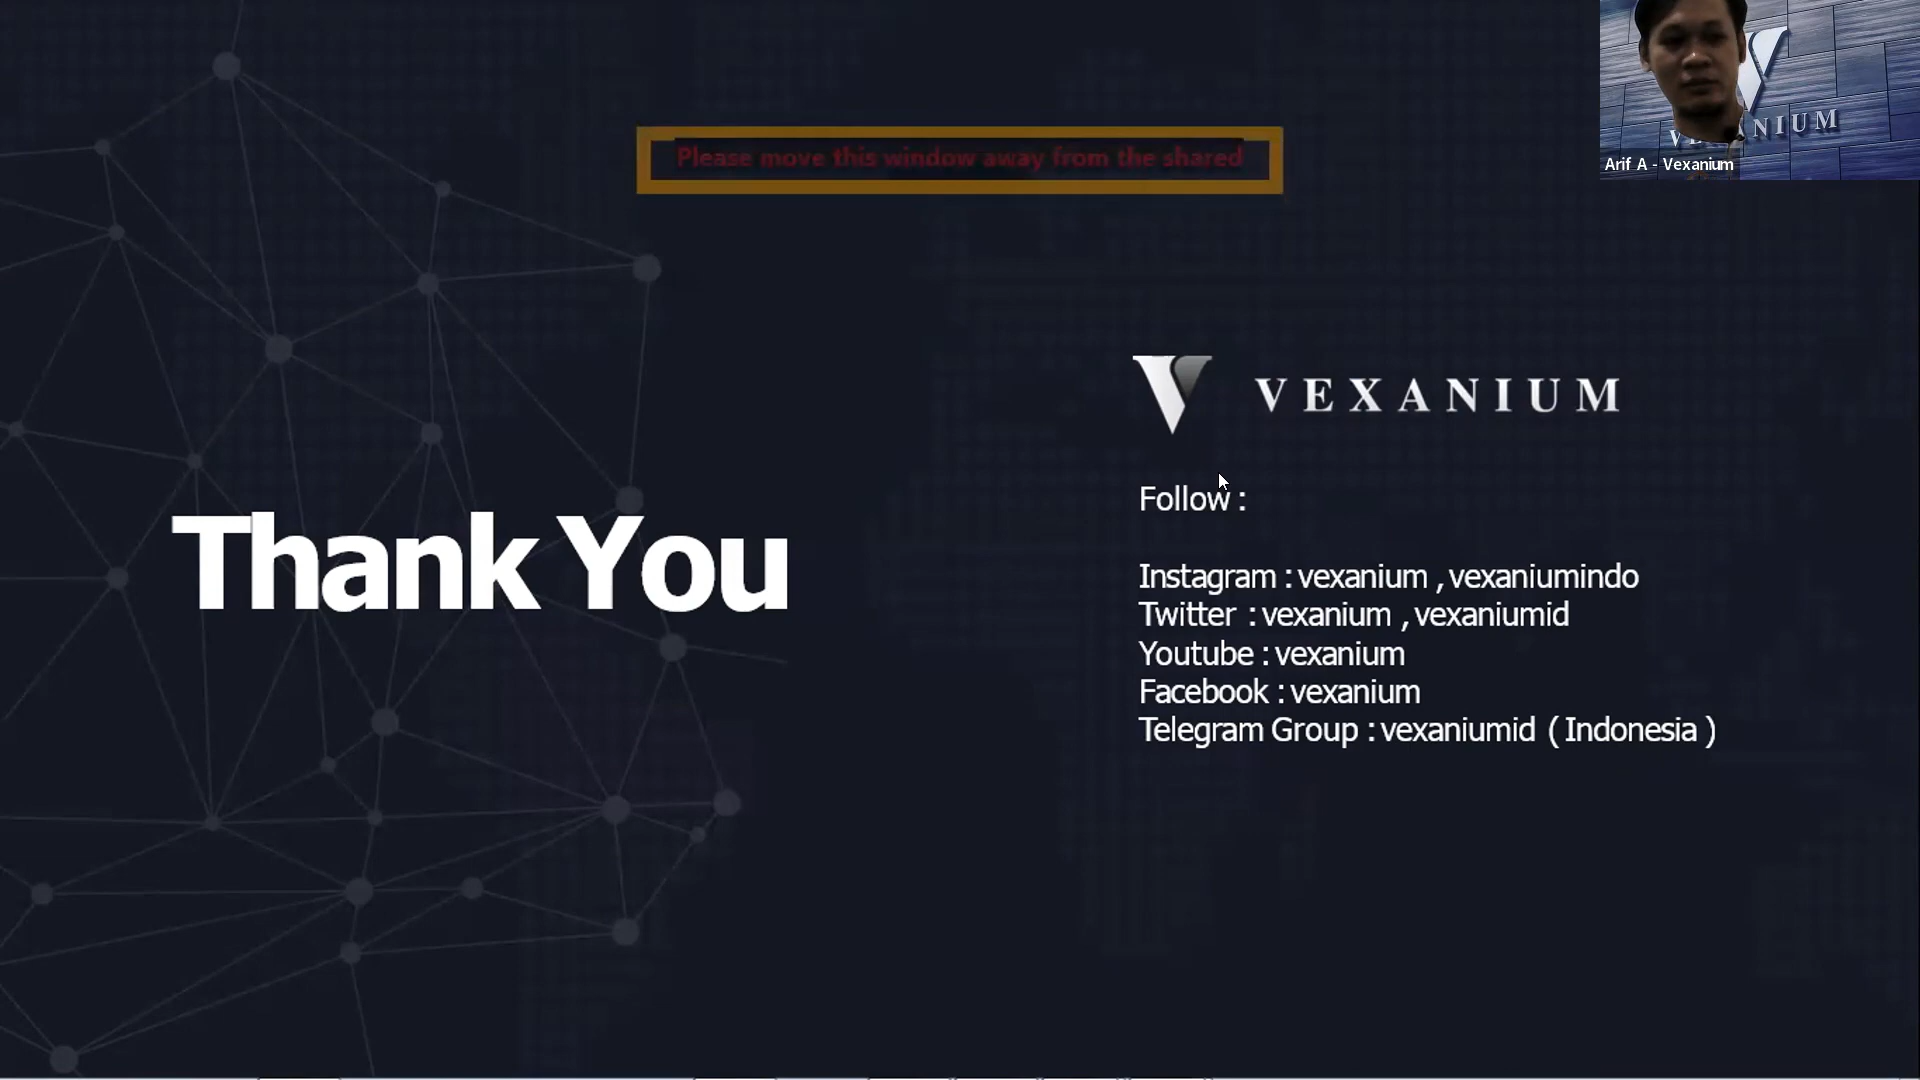 Please move this window away from the shared
VEXANIUM
Arif A - Vexanium
VEXANIUM
Follow :
Thank You
Instagram : vexanium , vexaniumindo
Twitter : vexanium , vexaniumid
Youtube : vexanium
Facebook : vexanium
Telegram Group : vexaniumid ( Indonesia )